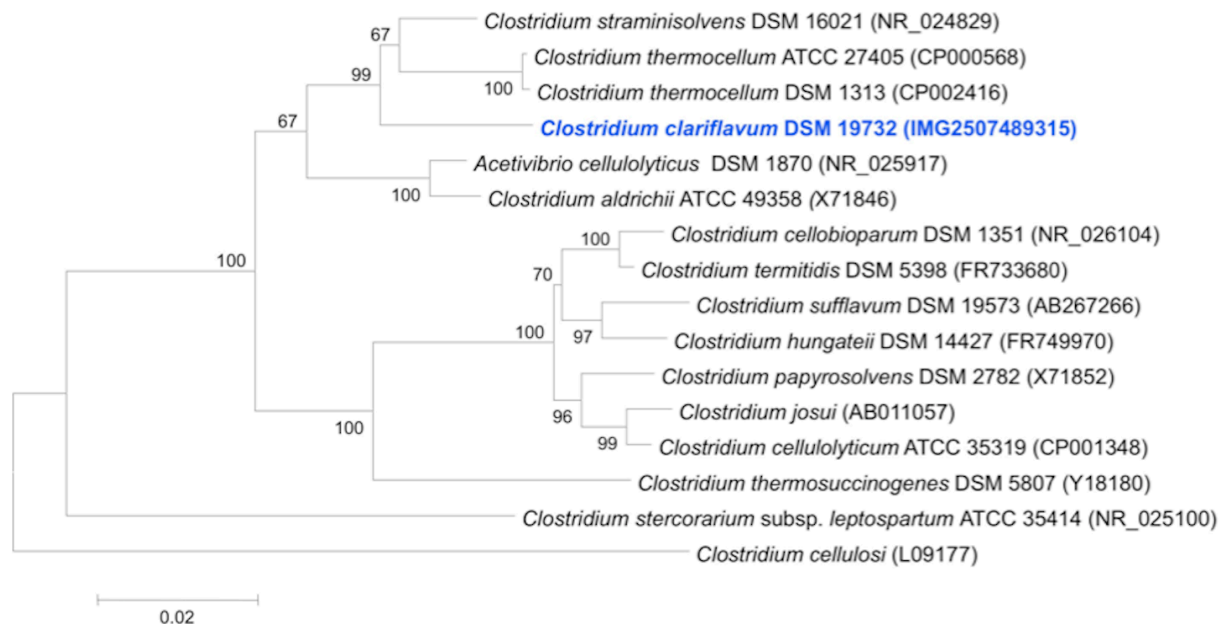 Clostridium straminisolvens DSM 16021 (NR_024829)
67
Clostridium thermocellum ATCC 27405 (CP000568)
99
100
Clostridium thermocellum DSM 1313 (CP002416)
67
Clostridium clariflavum DSM 19732 (IMG2507489315)
Acetivibrio cellulolyticus DSM 1870 (NR_025917)
100
Clostridium aldrichii ATCC 49358 (X71846)
100
100
Clostridium cellobioparum DSM 1351 (NR_026104)
70
Clostridium termitidis DSM 5398 (FR733680)
Clostridium sufflavum DSM 19573 (AB267266)
100
97
Clostridium hungateii DSM 14427 (FR749970)
Clostridium papyrosolvens DSM 2782 (X71852)
96
Clostridium josui (AB011057)
100
99
Clostridium cellulolyticum ATCC 35319 (CP001348)
Clostridium thermosuccinogenes DSM 5807 (Y18180)
Clostridium stercorarium subsp. leptospartum ATCC 35414 (NR_025100)
Clostridium cellulosi (L09177)
0.02